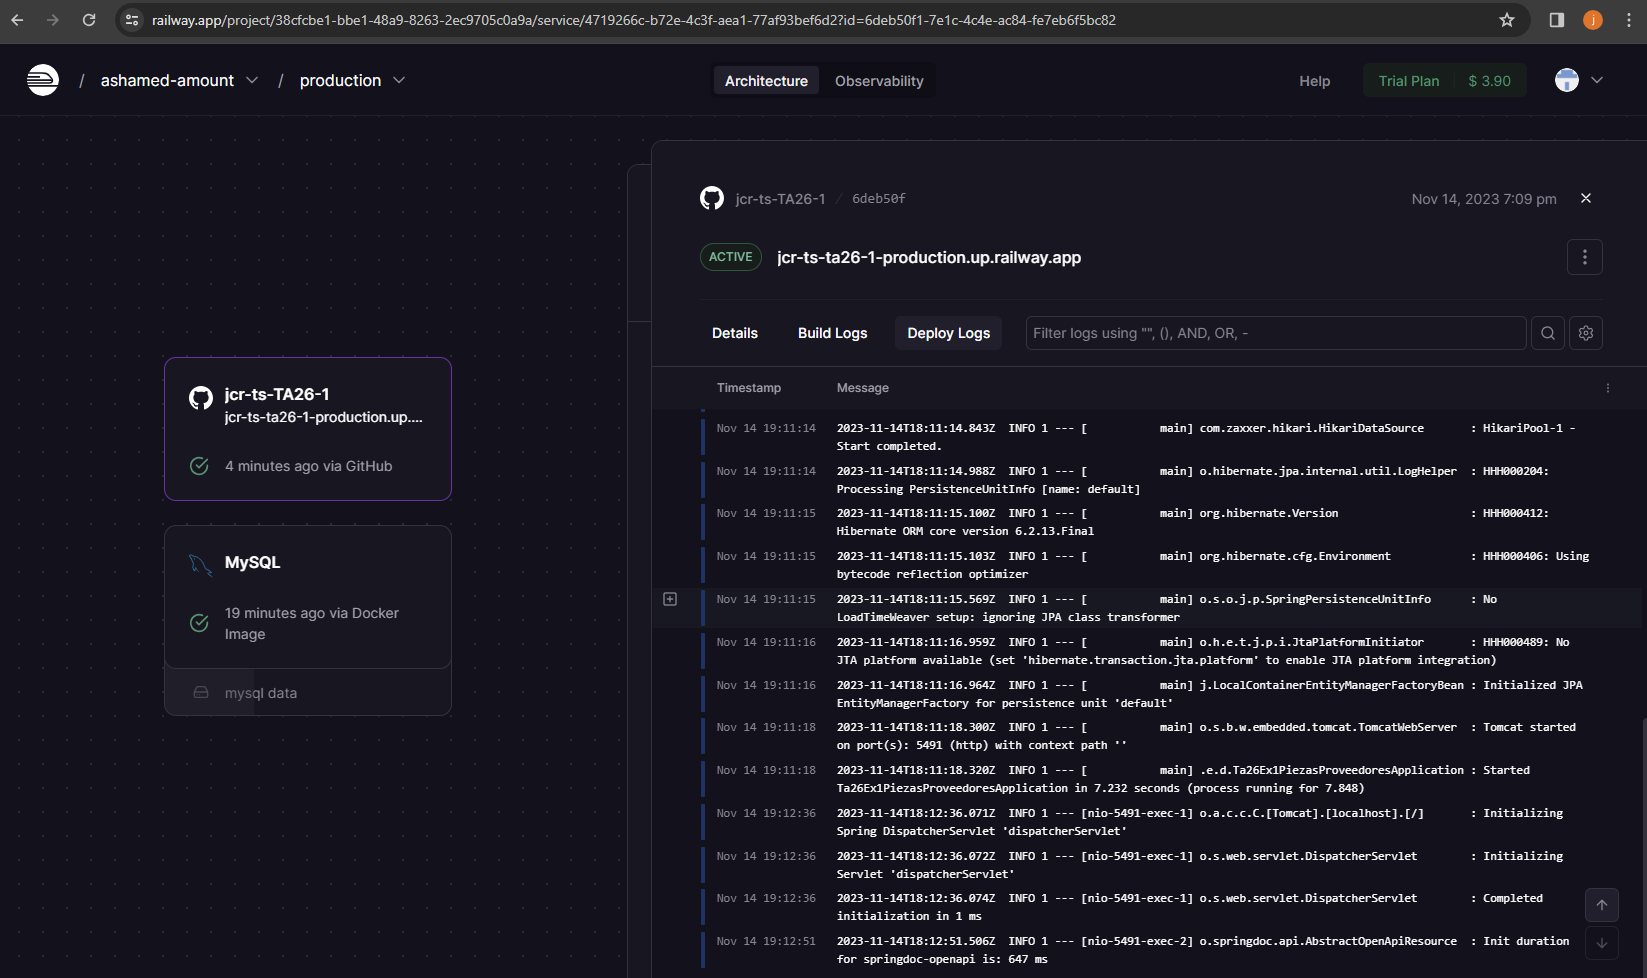 railway.app/project/38cfcbe1-bbe1-48a9-8263-2ec9705c0a9a/service/4719266c-b72e-4c3f-aea1-77af93bef6d2?id=6deb50f1-7e1c-4c4e-ac84-fe7eb6f5bc82
j
/ ashamed-amount / production
Architecture Observability
Help Trial Plan $ 3.90
jcr-ts-TA26-1 / 6deb50f
Nov 14, 2023 7:09 pm
ACTIVE jcr-ts-ta26-1-production.up.railway.app
Details Build Logs Deploy Logs Filter logs using "", (), AND, OR, -
Timestamp Message
jcr-ts-TA26-1
jcr-ts-ta26-1-production.up....
4 minutes ago via GitHub
MySQL
19 minutes ago via Docker
Image
mysql data
Nov 14 19:11:14 2023-11-14T18:11:14.843Z INFO 1 --- [ main] com.zaxxer.hikari.HikariDataSource : HikariPool-1 -
Start completed.
Nov 14 19:11:14 2023-11-14T18:11:14.988Z INFO 1 --- [ main] o.hibernate.jpa.internal.util.LogHelper : HHH000204:
Processing PersistenceUnitInfo [name: default]
Nov 14 19:11:15 2023-11-14T18:11:15.100Z INFO 1 --- [ main] org.hibernate.Version : HHH000412:
Hibernate ORM core version 6.2.13.Final
Nov 14 19:11:15 2023-11-14T18:11:15.103Z INFO 1 --- [ main] org.hibernate.cfg.Environment : HHH000406: Using
bytecode reflection optimizer
Nov 14 19:11:15 2023-11-14T18:11:15.569Z INFO 1 --- [ main] o.s.o.j.p.SpringPersistenceUnitInfo : No
LoadTimeWeaver setup: ignoring JPA class transformer
Nov 14 19:11:16 2023-11-14T18:11:16.959Z INFO 1 --- [ main] o.h.e.t.j.p.i.JtaPlatformInitiator : HHH000489: No
JTA platform available (set 'hibernate.transaction.jta.platform' to enable JTA platform integration)
Nov 14 19:11:16 2023-11-14T18:11:16.964Z INFO 1 --- [ main] j.LocalContainerEntityManagerFactoryBean : Initialized JPA
EntityManagerFactory for persistence unit 'default'
Nov 14 19:11:18 2023-11-14T18:11:18.300Z INFO 1 --- [ main] o.s.b.w.embedded.tomcat.TomcatWebServer : Tomcat started
on port(s): 5491 (http) with context path ''
Nov 14 19:11:18 2023-11-14T18:11:18.320Z INFO 1 --- [ main] .e.d.Ta26Ex1PiezasProveedoresApplication : Started
Ta26Ex1PiezasProveedoresApplication in 7.232 seconds (process running for 7.848)
Nov 14 19:12:36 2023-11-14T18:12:36.071Z INFO 1 --- [nio-5491-exec-1] o.a.c.c.C.[Tomcat].[localhost].[/] : Initializing
Spring DispatcherServlet 'dispatcherServlet'
Nov 14 19:12:36 2023-11-14T18:12:36.072Z INFO 1 --- [nio-5491-exec-1] o.s.web.servlet.DispatcherServlet : Initializing
Servlet 'dispatcherServlet'
Nov 14 19:12:36 2023-11-14T18:12:36.074Z INFO 1 --- [nio-5491-exec-1] o.s.web.servlet.DispatcherServlet : Completed
initialization in 1 ms
Nov 14 19:12:51 2023-11-14T18:12:51.506Z INFO 1 --- [nio-5491-exec-2] o.springdoc.api.AbstractOpenApiResource : Init duration
for springdoc-openapi is: 647 ms